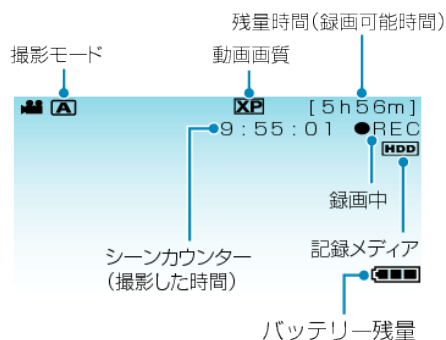 残量時間(録画可能時間)
撮影モード
動画画質
A XP [5h56m]
9:55:01 ●REC
HDD
録画中
シーンカウンター
(撮影した時間)
記録メディア
バッテリー残量